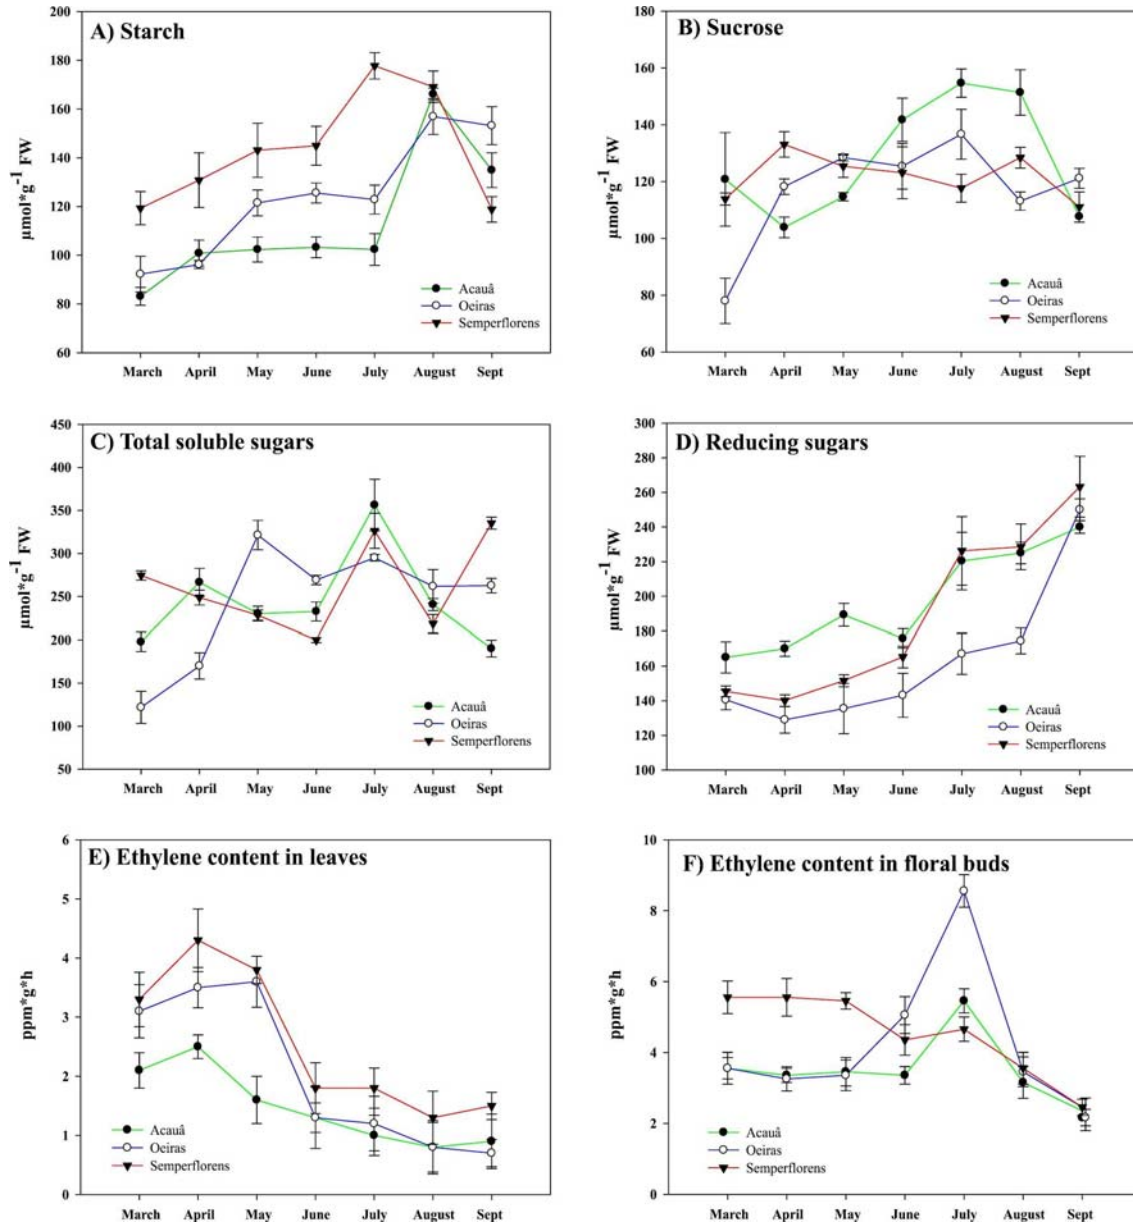 A) Starch
200
180
160
140
120
100
80
60
µmol*g-1 FW
Acauâ
Oeiras
Semperflorens
March April May June July August Sept
B) Sucrose
180
160
140
120
100
80
60
µmol*g-1 FW
Acauâ
Oeiras
Semperflorens
March April May June July August Sept
C) Total soluble sugars
450
400
350
300
250
200
150
100
50
µmol*g-1 FW
Acauâ
Oeiras
Semperflorens
March April May June July August Sept
D) Reducing sugars
300
280
260
240
220
200
180
160
140
120
100
µmol*g-1 FW
Acauâ
Oeiras
Semperflorens
March April May June July August Sept
E) Ethylene content in leaves
6
5
4
3
2
1
0
ppm*g*h
Acauâ
Oeiras
Semperflorens
March April May June July August Sept
F) Ethylene content in floral buds
10
8
6
4
2
0
ppm*g*h
Acauâ
Oeiras
Semperflorens
March April May June July August Sept